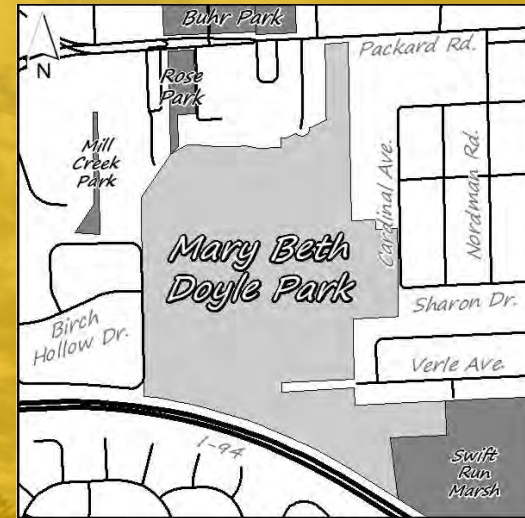 Buhr Park
N
Packard Rd.
Rose
Park
Mill
Creek
Park
Cardinal Ave.
Nordman Rd.
Mary Beth
Doyle Park
Sharon Dr.
Birch
Hollow Dr.
Verle Ave.
I-94
Swift
Run
Marsh